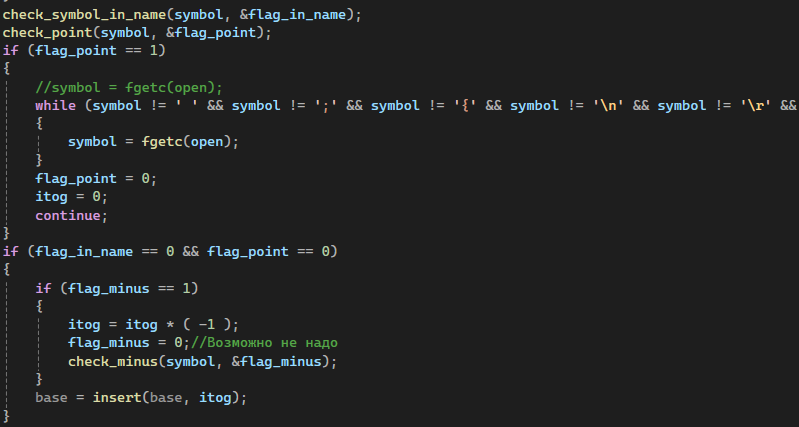 check_symbol_in_name(symbol, &flag_in_name);
check_point(symbol, &flag_point);
if (flag_point == 1)
{
//symbol = fgetc(open);
while (symbol != ' ' && symbol != ';' && symbol != '{' && symbol != '\n' && symbol != '\r' &&
{
symbol = fgetc(open);
}
flag_point = 0;
itog = 0;
continue;
}
if (flag_in_name == 0 && flag_point == 0)
{
if (flag_minus == 1)
{
itog = itog * ( -1 );
flag_minus = 0;//Возможно не надо
check_minus(symbol, &flag_minus);
}
base = insert(base, itog);
}